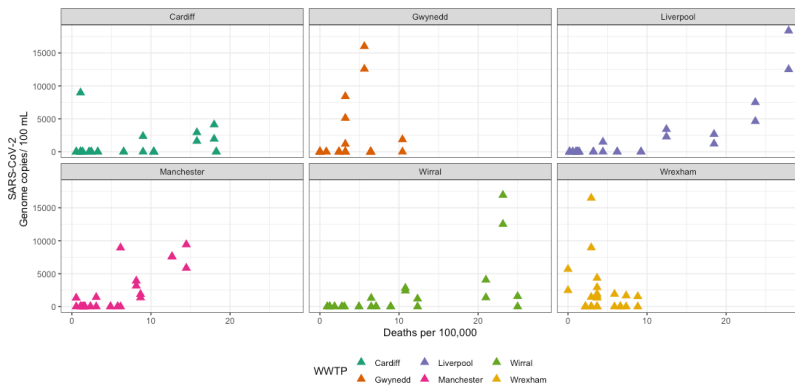 Cardiff Gwynedd Liverpool
15000
10000
5000
0
Manchester Wirral Wrexham
15000
10000
5000
0
0 10 20 0 10 20 0 10 20
SARS-CoV-2
Genome copies/ 100 mL
Deaths per 100,000
WWTP Cardiff Liverpool Wirral
Gwynedd Manchester Wrexham